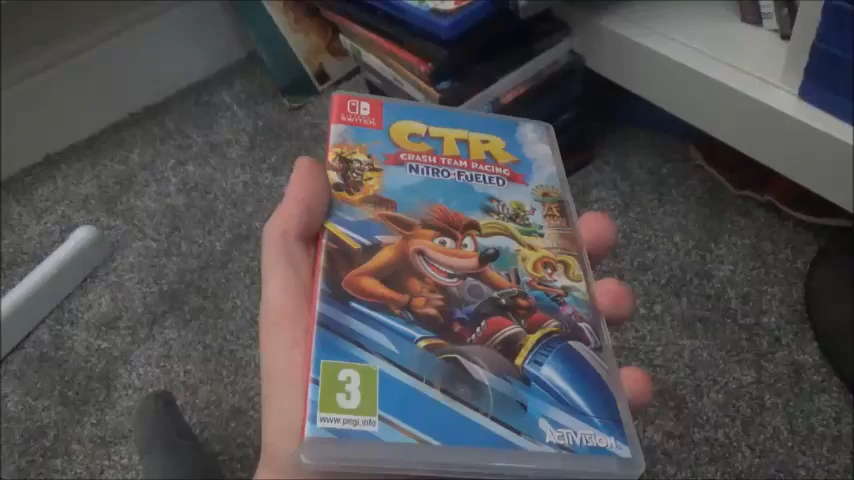 SWITCH
CTR
CRASH TEAM RACING
NITRO-FUELED
3
www.pegi.info
ACTIVISION